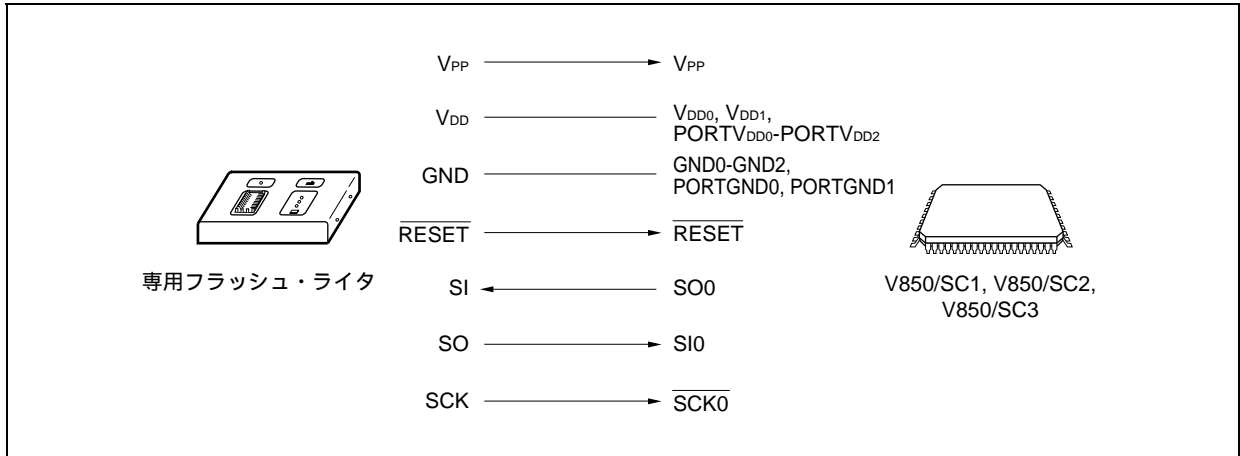 VPP VPP
VDD VDD0, VDD1,
PORTVDD0-PORTVDD2
GND GND0-GND2,
PORTGND0, PORTGND1
RESET RESET
専用フラッシュ・ライタ
SI SO0
V850/SC1, V850/SC2,
V850/SC3
SO SI0
SCK SCK0